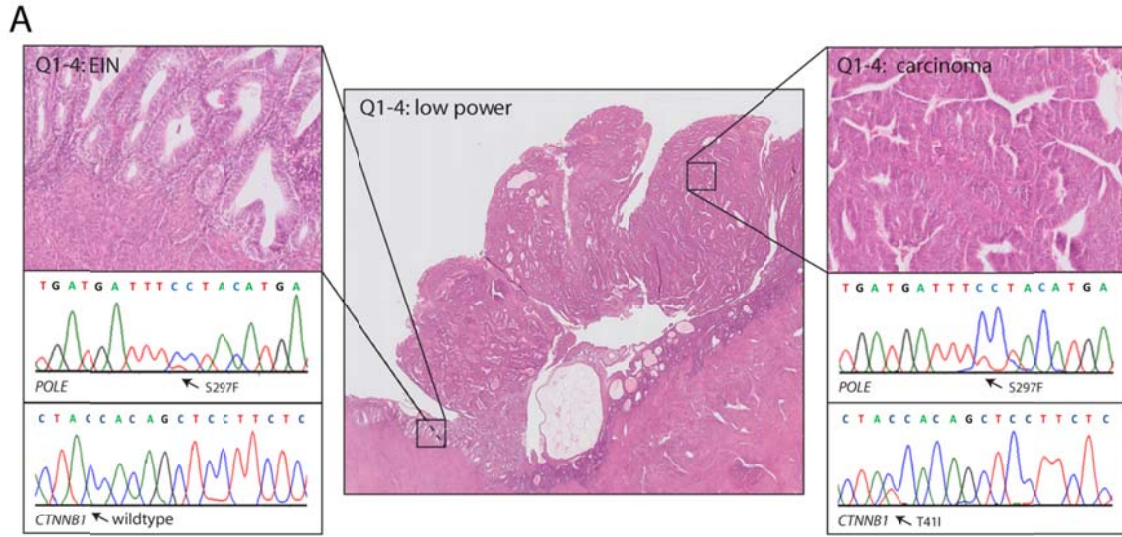 A
Q1-4: EIN
TGATGATTTCCTACATGA
POLE
S297F
CTACCACAGCTCCTTCTC
CTNNB1
wildtype
Q1-4: low power
Q1-4: carcinoma
TGATGATTTCCTACATGA
POLE
S297F
CTACCACAGCTCCTTCTC
CTNNB1
T41I